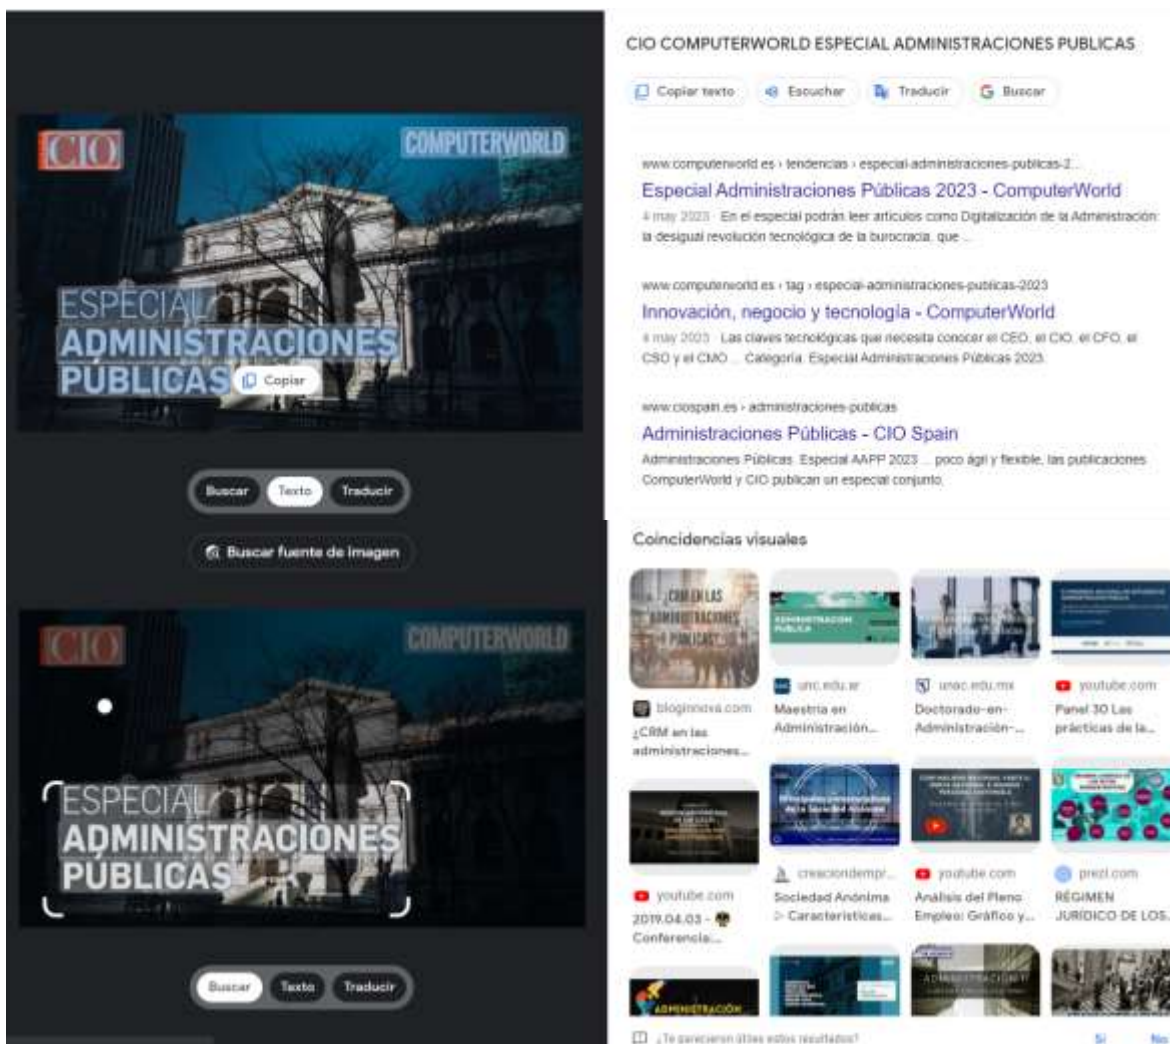 CIO
COMPUTERWORLD
ESPECIAL
ADMINISTRACIONES
PÚBLICAS
Copiar
Buscar
Texto
Traducir
Buscar fuente de imagen
CIO
COMPUTERWORLD
ESPECIAL
ADMINISTRACIONES
PÚBLICAS
Buscar
Texto
Traducir
CIO COMPUTERWORLD ESPECIAL ADMINISTRACIONES PUBLICAS
Copiar texto
Escuchar
Traducir
Buscar
www.computerworld.es › tendencias › especial-administraciones-publicas-2...
Especial Administraciones Públicas 2023 - ComputerWorld
4 may 2023 · En el especial podrán leer artículos como Digitalización de la Administración:
la desigual revolución tecnológica de la burocracia, que ...
www.computerworld.es › tag › especial-administraciones-publicas-2023
Innovación, negocio y tecnología - ComputerWorld
4 may 2023 · Las claves tecnológicas que necesita conocer el CEO, el CIO, el CFO, el
CSO y el CMO ... Categoría. Especial Administraciones Públicas 2023.
www.ciospain.es › administraciones-publicas
Administraciones Públicas - CIO Spain
Administraciones Públicas. Especial AAPP 2023 ... poco ágil y flexible, las publicaciones
ComputerWorld y CIO publican un especial conjunto.
Coincidencias visuales
¿CRM EN LAS
ADMINISTRACIONES
PUBLICAS?
bloginnova.com
¿CRM en las
administraciones...
ADMINISTRACIÓN
PÚBLICA
unc.edu.ar
Maestría en
Administración...
Doctorado-en-
Administración-...
youtube.com
Panel 30 Las
prácticas de la...
youtube.com
2019.04.03 -
Conferencia:...
creaciondempr...
Sociedad Anónima
▷ Características...
youtube.com
Análisis del Pleno
Empleo: Gráfico y...
prezi.com
RÉGIMEN
JURÍDICO DE LOS...
ADMINISTRACIÓN
¿Te parecieron útiles estos resultados?
Sí
No